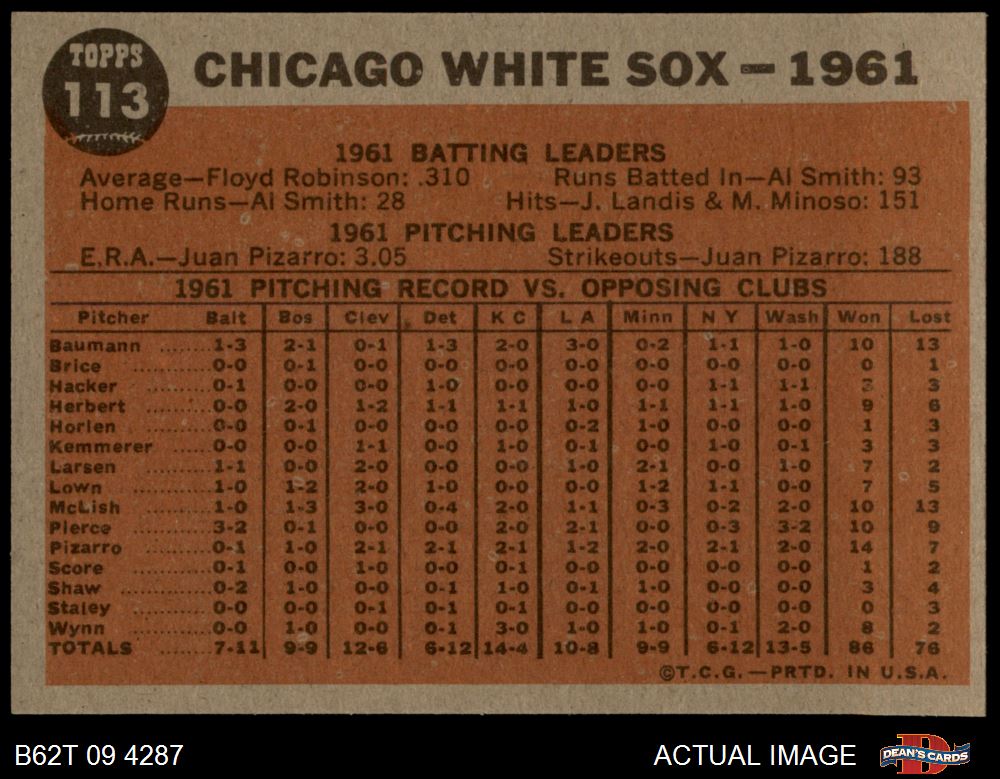 TOPPS
113
CHICAGO WHITE SOX — 1961
1961 BATTING LEADERS
Average—Floyd Robinson: .310 Runs Batted In—Al Smith: 93
Home Runs—Al Smith: 28 Hits—J. Landis & M. Minoso: 151
1961 PITCHING LEADERS
E.R.A.—Juan Pizarro: 3.05 Strikeouts—Juan Pizarro: 188
1961 PITCHING RECORD VS. OPPOSING CLUBS
Pitcher Balt Bos Clev Det K C L A Minn N Y Wash Won Lost
Baumann ........1-3 2-1 0-1 1-3 2-0 3-0 0-2 1-1 1-0 10 13
Brice ............0-0 0-1 0-0 0-0 0-0 0-0 0-0 0-0 0-0 0 1
Hacker ............0-1 0-0 0-0 1-0 0-0 0-0 0-0 1-1 1-1 3 3
Herbert ..........0-0 2-0 1-2 1-1 1-1 1-0 1-1 1-1 1-0 9 6
Horlen ............0-0 0-1 0-0 0-0 0-0 0-2 1-0 0-0 0-0 1 3
Kemmerer ........0-0 0-0 1-1 0-0 1-0 0-1 0-0 1-0 0-1 3 3
Larsen ............1-1 0-0 2-0 0-0 0-0 1-0 2-1 0-0 1-0 7 2
Lown ............1-0 1-2 2-0 1-0 0-0 0-0 1-2 1-1 0-0 7 5
McLish ............1-0 1-3 3-0 0-4 2-0 1-1 0-3 0-2 2-0 10 13
Pierce ............3-2 0-1 0-0 0-0 2-0 2-1 0-0 0-3 3-2 10 9
Pizarro ............0-1 1-0 2-1 2-1 2-1 1-2 2-0 2-1 2-0 14 7
Score ............0-1 0-0 1-0 0-0 0-1 0-0 0-0 0-0 0-0 1 2
Shaw ............0-2 1-0 0-0 0-1 1-0 0-1 1-0 0-0 0-0 3 4
Staley ............0-0 0-0 0-1 0-1 0-1 0-0 0-0 0-0 0-0 0 3
Wynn ............0-0 1-0 0-0 0-1 3-0 1-0 1-0 0-1 2-0 8 2
TOTALS ............7-11 9-9 12-6 6-12 14-4 10-8 9-9 6-12 13-5 86 76
©T.C.G.—PRTD. IN U.S.A.
B62T 09 4287 ACTUAL IMAGE DEAN'S CARDS